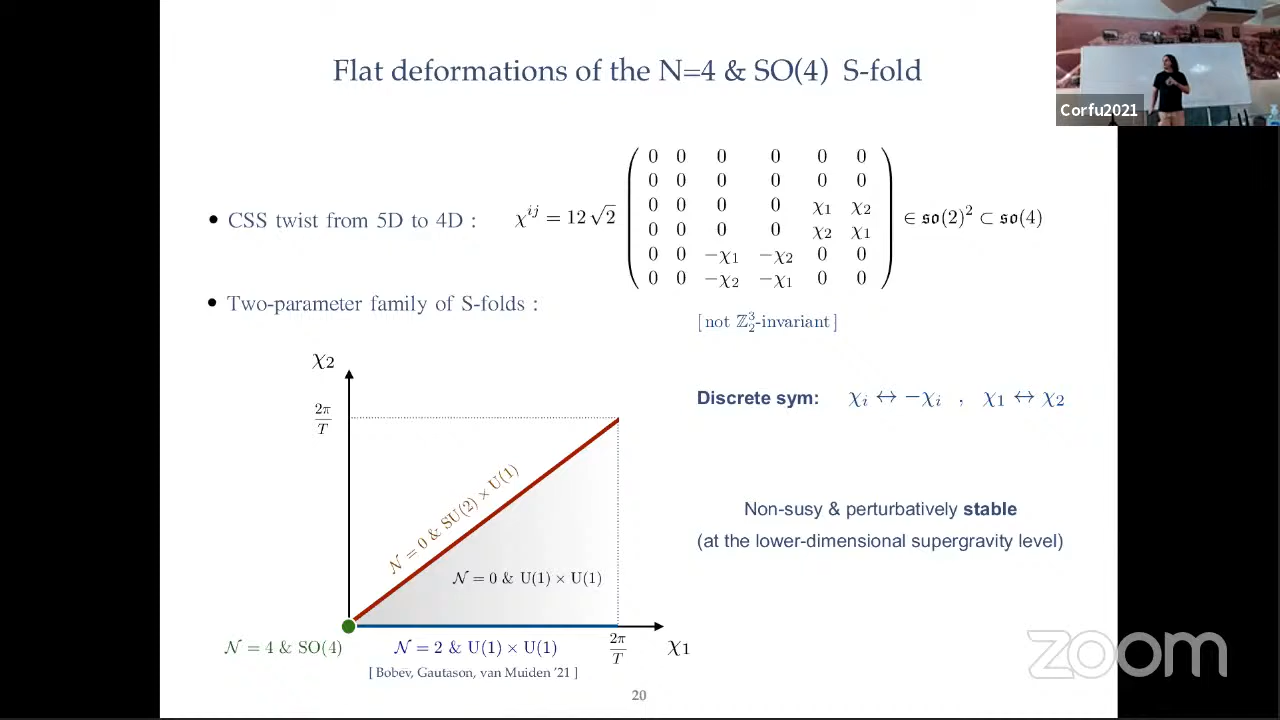 Flat deformations of the N=4 & SO(4) S-fold
Corfu2021
• CSS twist from 5D to 4D : χ^{ij} = 12 √2
0 0 0 0 0 0
0 0 0 0 0 0
0 0 0 0 χ₁ χ₂
0 0 0 0 χ₂ χ₁
0 0 −χ₁ −χ₂ 0 0
0 0 −χ₂ −χ₁ 0 0
∈ 𝔰𝔬(2)² ⊂ 𝔰𝔬(4)
• Two-parameter family of S-folds :
[ not ℤ₂³-invariant ]
χ₂
2π/T
𝒩 = 0 & SU(2) × U(1)
𝒩 = 0 & U(1) × U(1)
𝒩 = 4 & SO(4)
𝒩 = 2 & U(1) × U(1)
2π/T
χ₁
[ Bobev, Gautason, van Muiden '21 ]
Discrete sym: χᵢ ↔ −χᵢ , χ₁ ↔ χ₂
Non-susy & perturbatively stable
(at the lower-dimensional supergravity level)
20
zoom